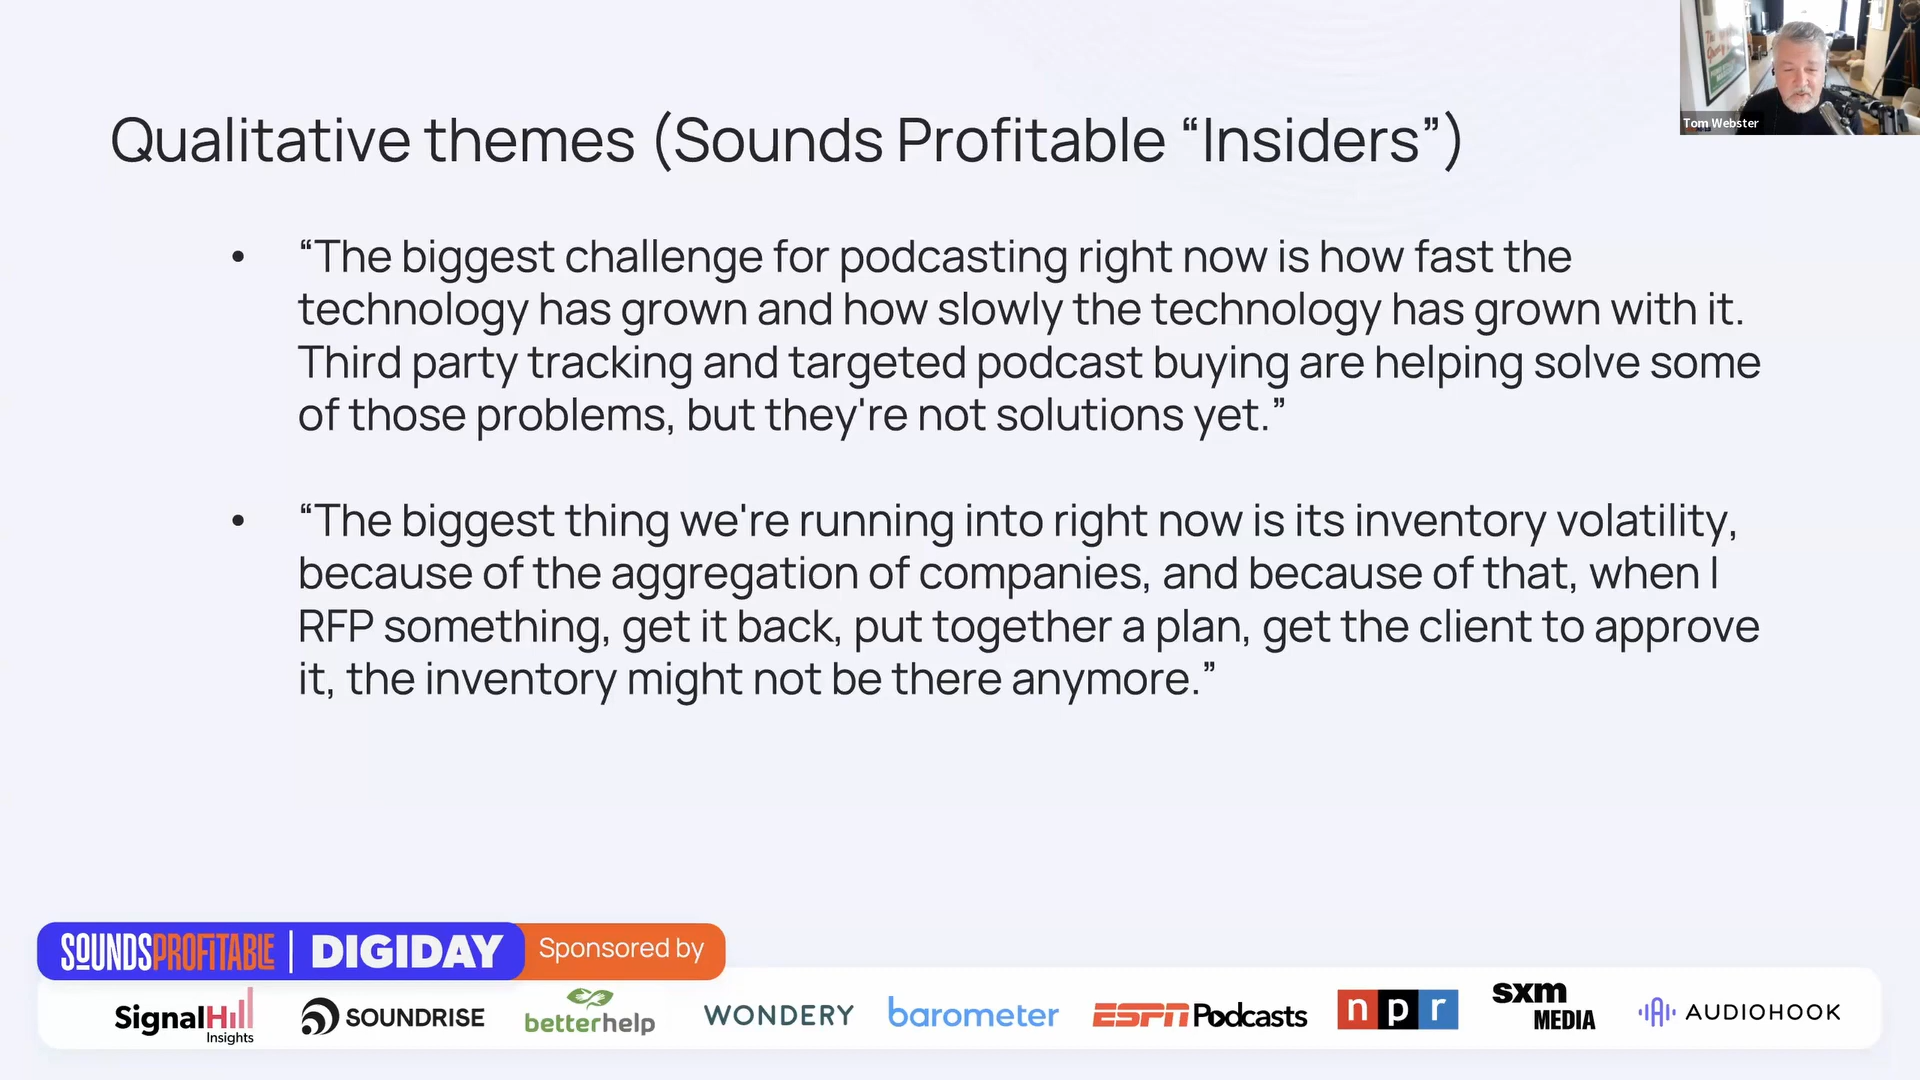 Tom Webster
Qualitative themes (Sounds Profitable “Insiders”)
• “The biggest challenge for podcasting right now is how fast the
technology has grown and how slowly the technology has grown with it.
Third party tracking and targeted podcast buying are helping solve some
of those problems, but they're not solutions yet.”
• “The biggest thing we're running into right now is its inventory volatility,
because of the aggregation of companies, and because of that, when I
RFP something, get it back, put together a plan, get the client to approve
it, the inventory might not be there anymore.”
SOUNDSPROFITABLE | DIGIDAY Sponsored by
SignalHill Insights
SOUNDRISE
betterhelp
WONDERY
barometer
ESPN Podcasts
npr
sxm MEDIA
AUDIOHOOK